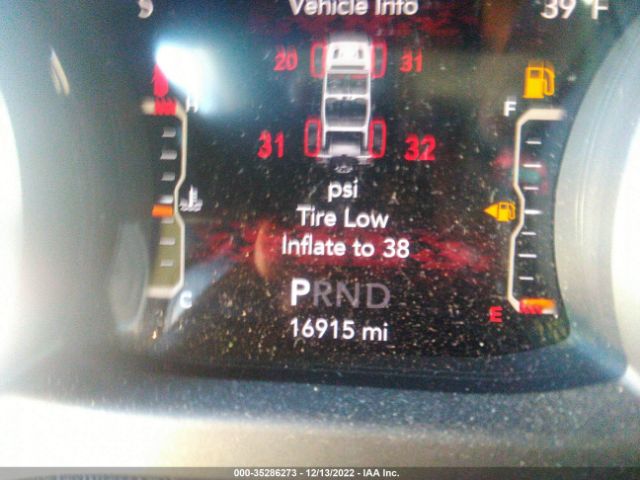 S Vehicle Info 39°F
20 31
H F
31 32
psi
Tire Low
Inflate to 38
C PRND E
16915 mi
000-35286273 - 12/13/2022 - IAA Inc.